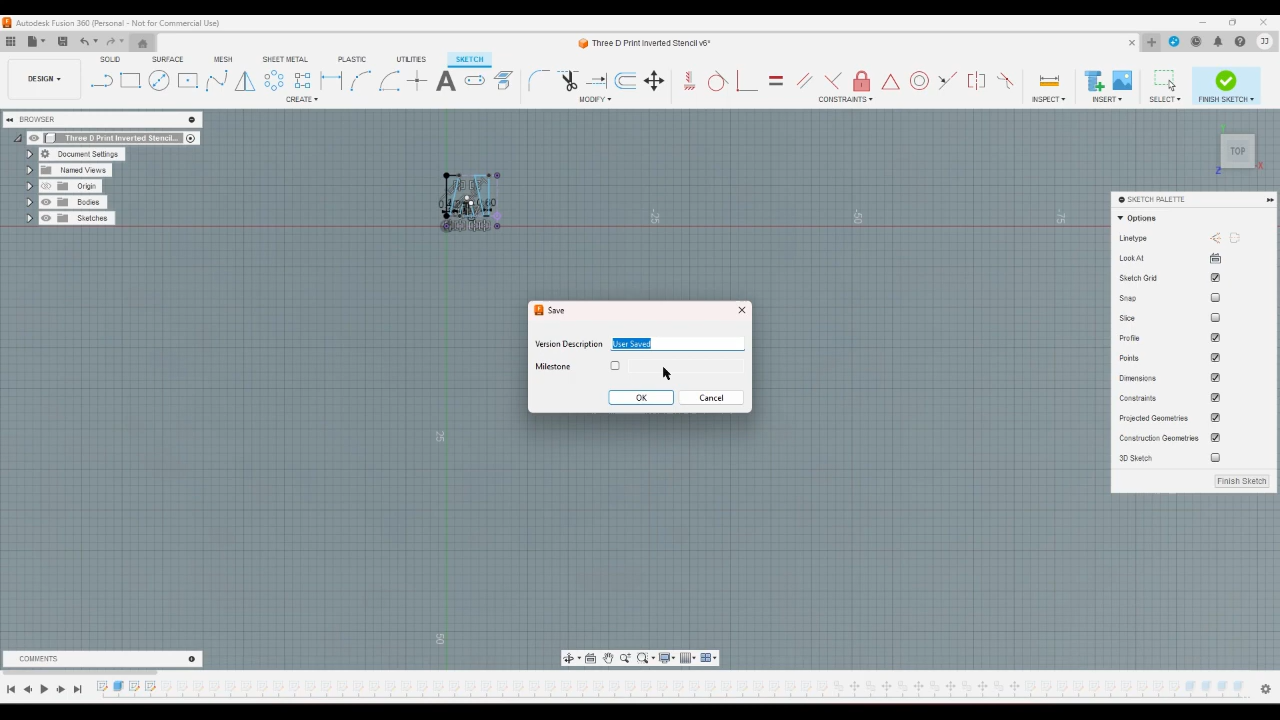 Autodesk Fusion 360 (Personal - Not for Commercial Use)
Three D Print Inverted Stencil v6*
JJ
SOLID SURFACE MESH SHEET METAL PLASTIC UTILITIES SKETCH
DESIGN
CREATE MODIFY CONSTRAINTS INSPECT INSERT SELECT FINISH SKETCH
BROWSER
Three D Print Inverted Stencil...
Document Settings
Named Views
Origin
Bodies
Sketches
TOP
X
Z
-25
-50
-75
25
50
SKETCH PALETTE
Options
Linetype
Look At
Sketch Grid
Snap
Slice
Profile
Points
Dimensions
Constraints
Projected Geometries
Construction Geometries
3D Sketch
Finish Sketch
Save
Version Description User Saved
Milestone
OK Cancel
COMMENTS